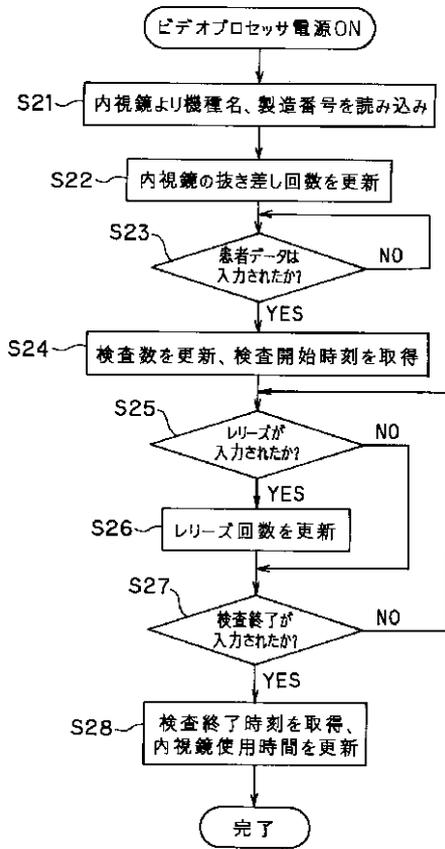 ビデオプロセッサ電源ON
S21
内視鏡より機種名、製造番号を読み込み
S22
内視鏡の抜き差し回数を更新
S23
患者データは
入力されたか?
NO
YES
S24
検査数を更新、検査開始時刻を取得
S25
レリーズが
入力されたか?
NO
YES
S26
レリーズ回数を更新
S27
検査終了が
入力されたか?
NO
YES
S28
検査終了時刻を取得、
内視鏡使用時間を更新
完了